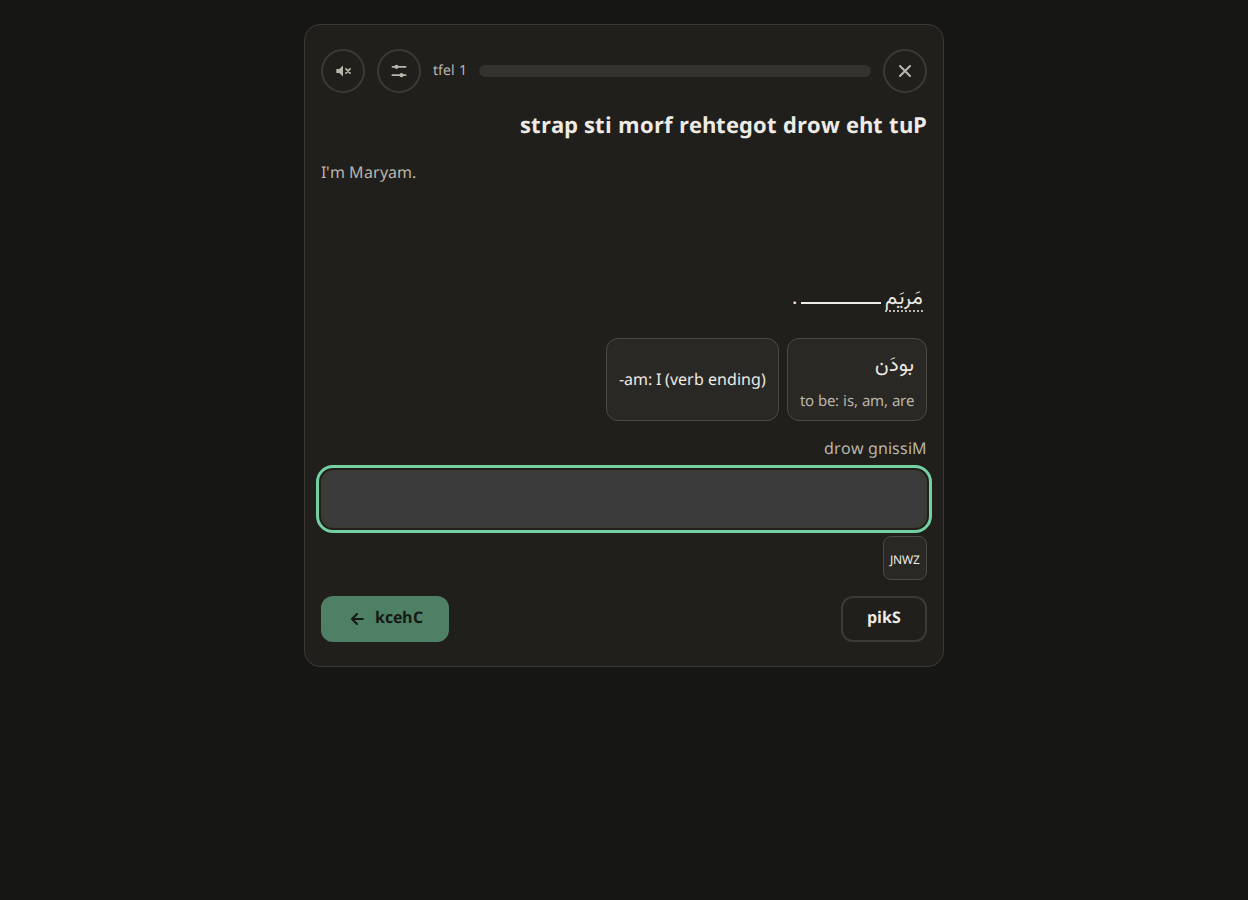 tfel 1
strap sti morf rehtegot drow eht tuP
I'm Maryam.
مَریَم ________ .
بودَن
to be: is, am, are
-am: I (verb ending)
drow gnissiM
JNWZ
kcehC
pikS